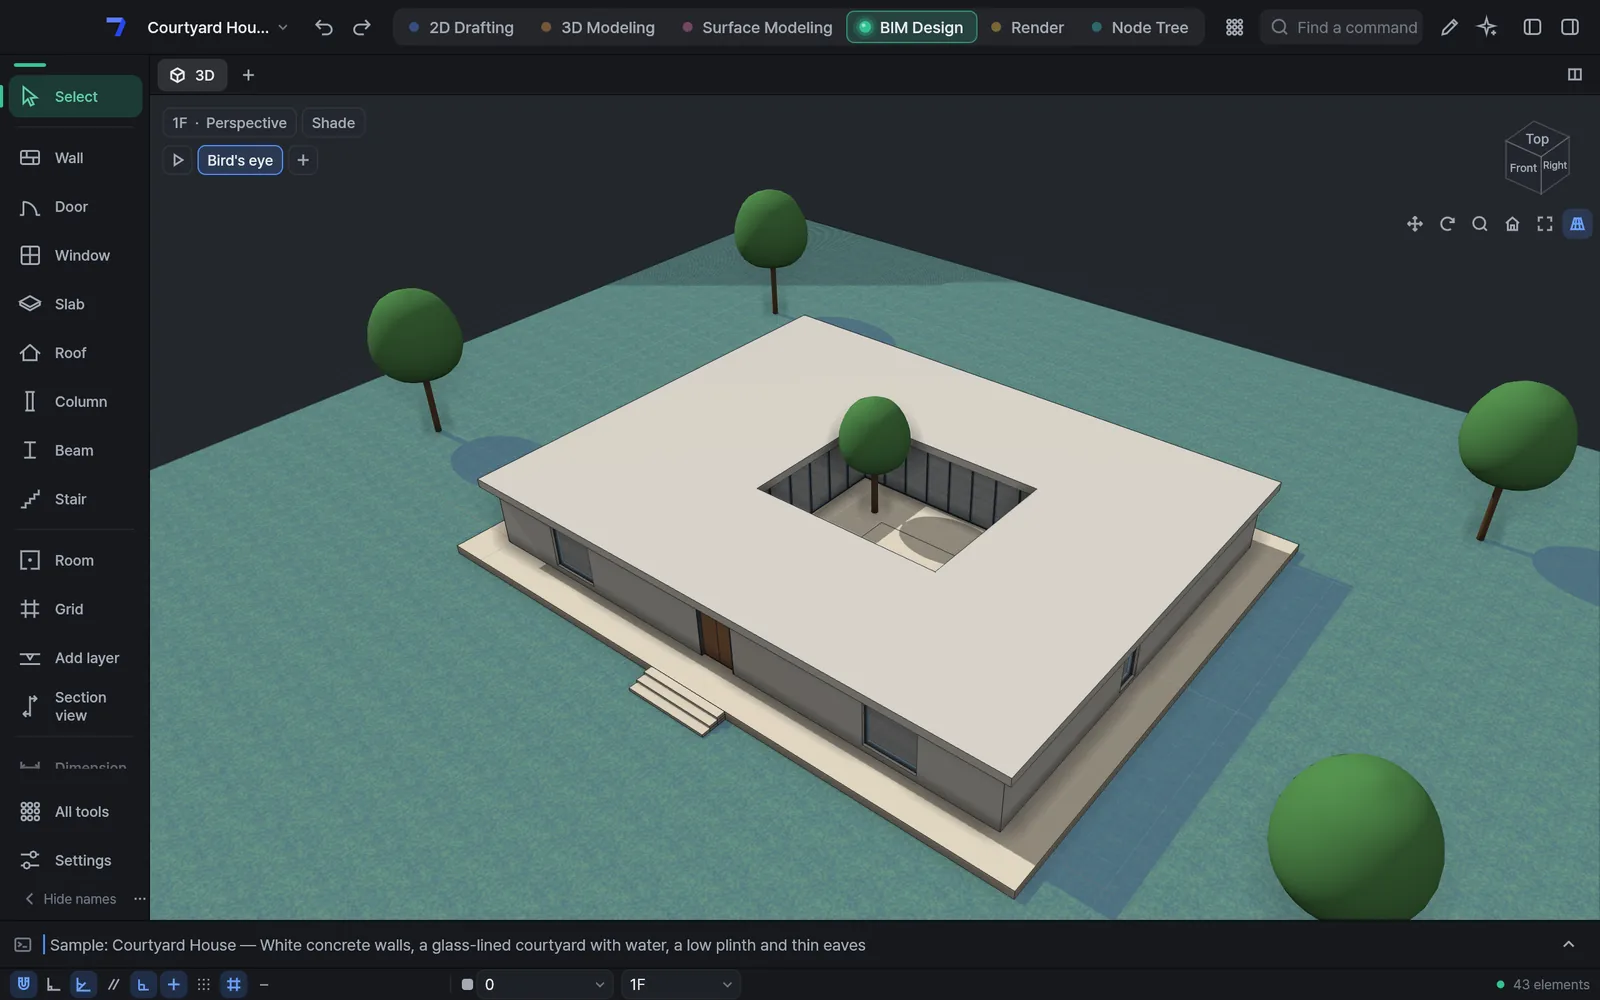 Courtyard Hou...
2D Drafting
3D Modeling
Surface Modeling
BIM Design
Render
Node Tree
Find a command
Select
3D
1F · Perspective
Shade
Bird's eye
Top
Front
Right
Wall
Door
Window
Slab
Roof
Column
Beam
Stair
Room
Grid
Add layer
Section
view
Dimension
All tools
Settings
Hide names
Sample: Courtyard House — White concrete walls, a glass-lined courtyard with water, a low plinth and thin eaves
0
1F
43 elements